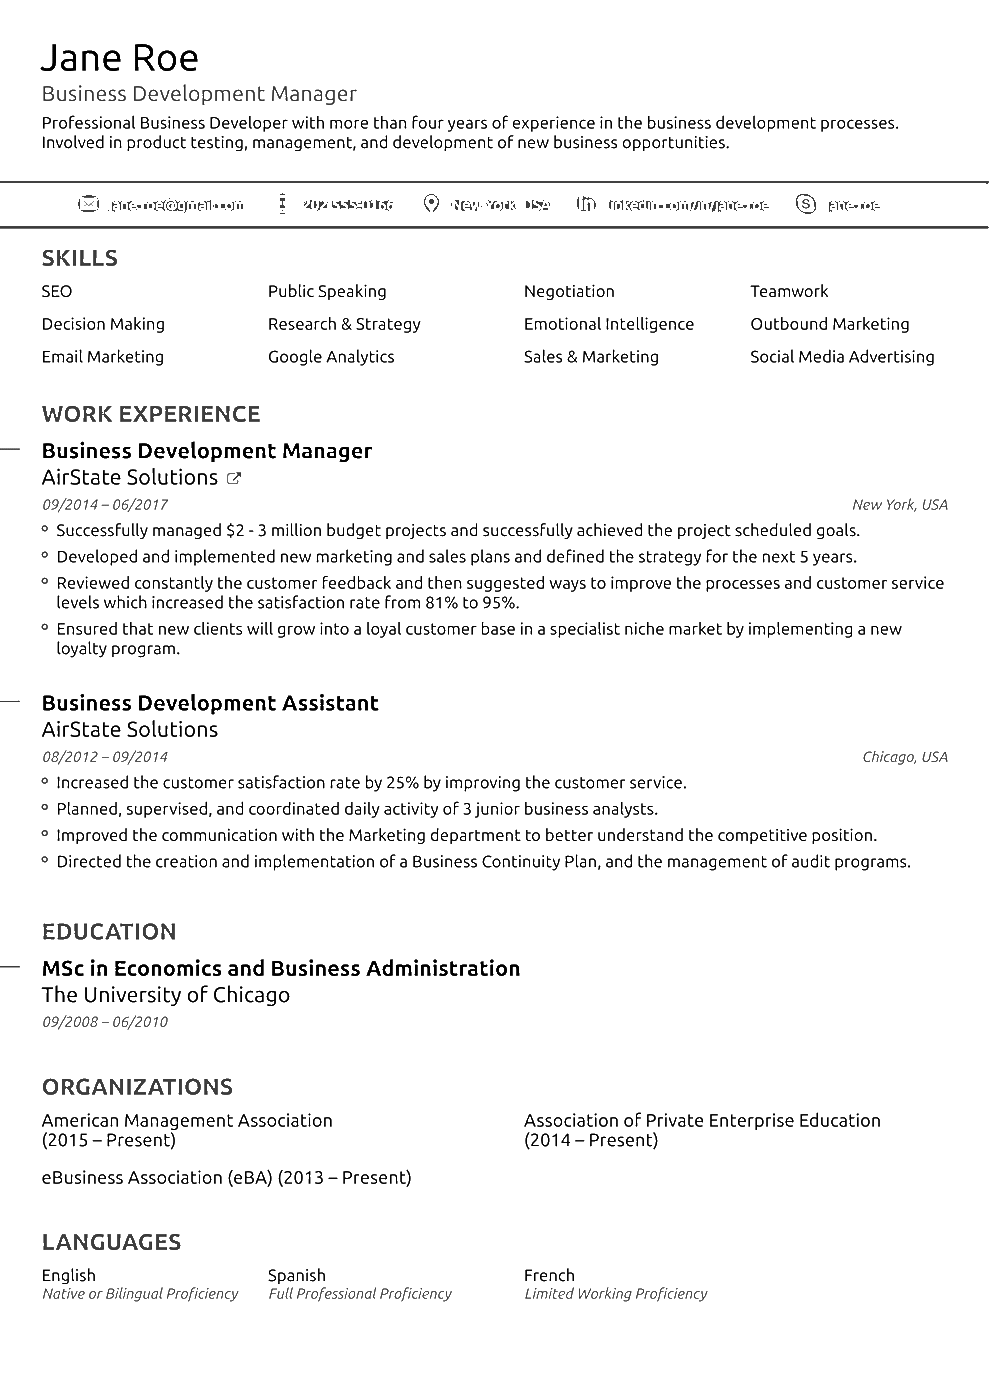 Jane Roe
Business Development Manager
Professional Business Developer with more than four years of experience in the business development processes.
Involved in product testing, management, and development of new business opportunities.
jane.roe@gmail.com 202-555-0166 New York, USA linkedin.com/in/jane.roe jane.roe
SKILLS
SEO Public Speaking Negotiation Teamwork
Decision Making Research & Strategy Emotional Intelligence Outbound Marketing
Email Marketing Google Analytics Sales & Marketing Social Media Advertising
WORK EXPERIENCE
Business Development Manager
AirState Solutions
09/2014 – 06/2017 New York, USA
Successfully managed $2 - 3 million budget projects and successfully achieved the project scheduled goals.
Developed and implemented new marketing and sales plans and defined the strategy for the next 5 years.
Reviewed constantly the customer feedback and then suggested ways to improve the processes and customer service
levels which increased the satisfaction rate from 81% to 95%.
Ensured that new clients will grow into a loyal customer base in a specialist niche market by implementing a new
loyalty program.
Business Development Assistant
AirState Solutions
08/2012 – 09/2014 Chicago, USA
Increased the customer satisfaction rate by 25% by improving the customer service.
Planned, supervised, and coordinated daily activity of 3 junior business analysts.
Improved the communication with the Marketing department to better understand the competitive position.
Directed the creation and implementation of a Business Continuity Plan, and the management of audit programs.
EDUCATION
MSc in Economics and Business Administration
The University of Chicago
09/2008 – 06/2010
ORGANIZATIONS
American Management Association Association of Private Enterprise Education
(2015 – Present) (2014 – Present)
eBusiness Association (eBA) (2013 – Present)
LANGUAGES
English Spanish French
Native or Bilingual Proficiency Full Professional Proficiency Limited Working Proficiency